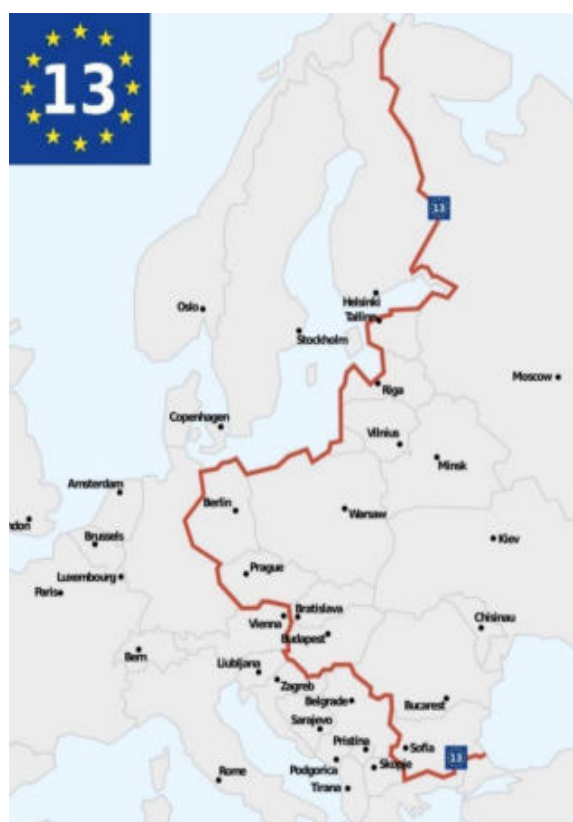 13
13
Helsinki
Oslo
Tallinn
Stockholm
Moscow
Riga
Copenhagen
Vilnius
Minsk
Amsterdam
Berlin
Warsaw
ndon
Brussels
Kiev
Prague
Luxembourg
Paris
Bratislava
Chisinau
Vienna
Budapest
Bern
Ljubljana
Zagreb
Belgrade
Bucarest
Sarajevo
Pristina
Sofia
13
Skopje
Podgorica
Rome
Tirana